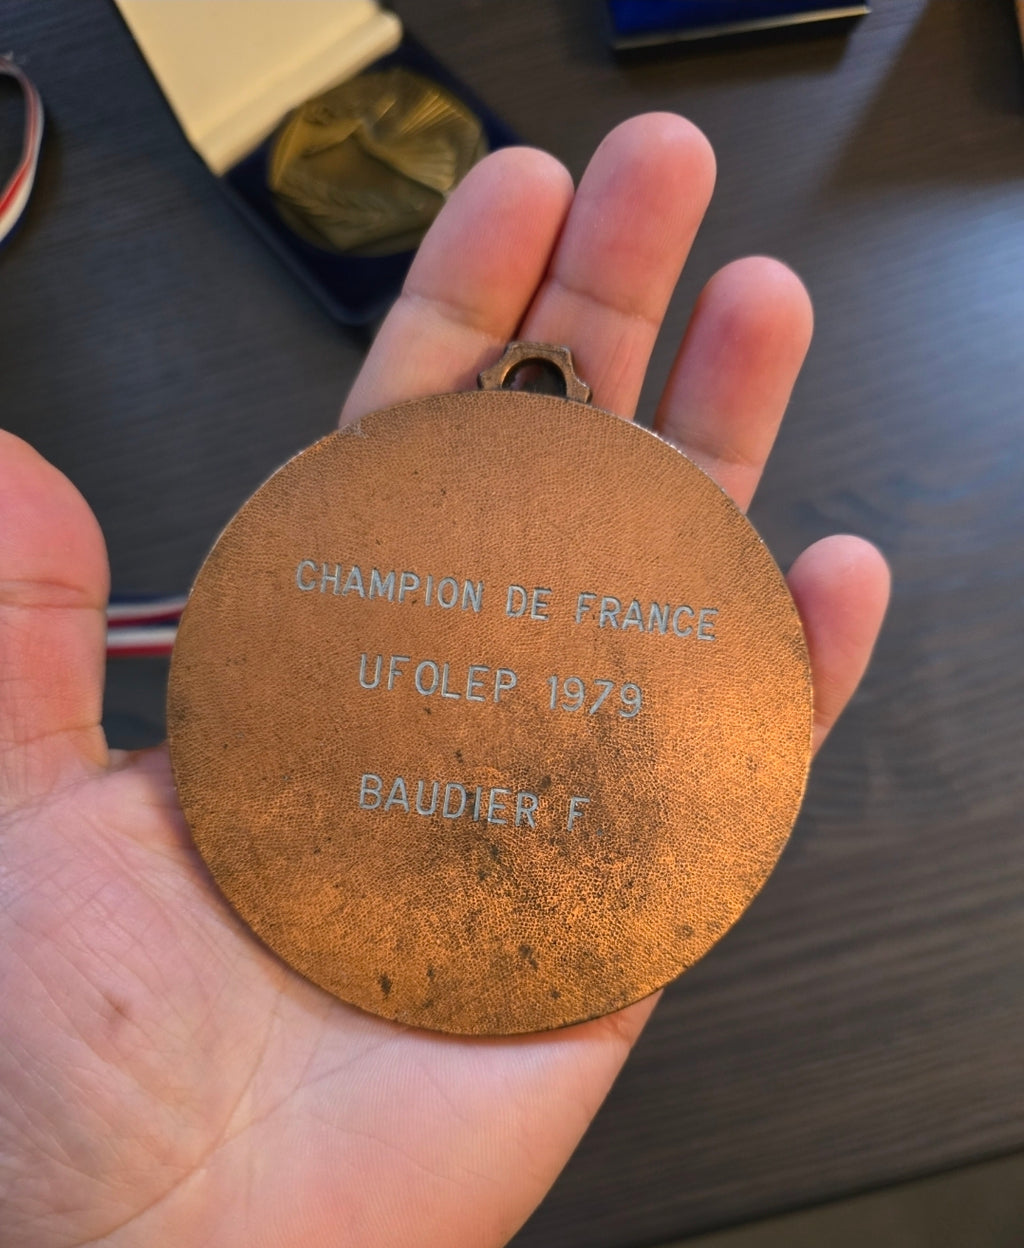 CHAMPION DE FRANCE
UFOLEP 1979
BAUDIER F.